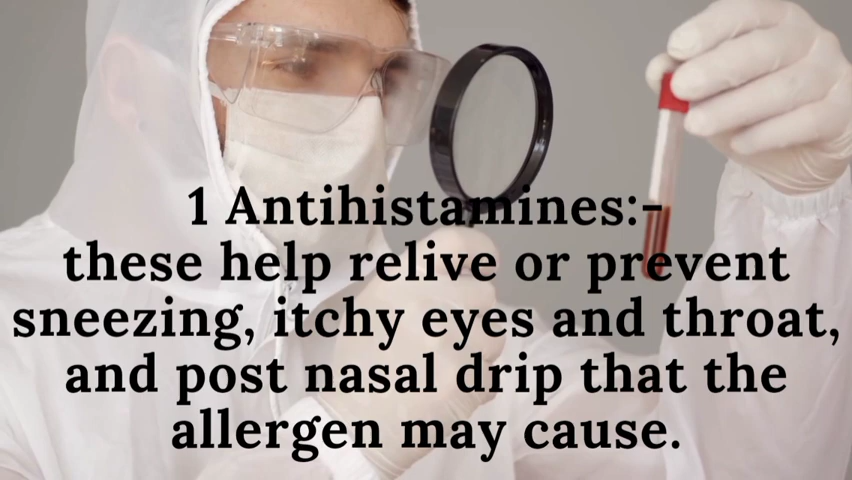 1 Antihistamines:-
these help relive or prevent
sneezing, itchy eyes and throat,
and post nasal drip that the
allergen may cause.